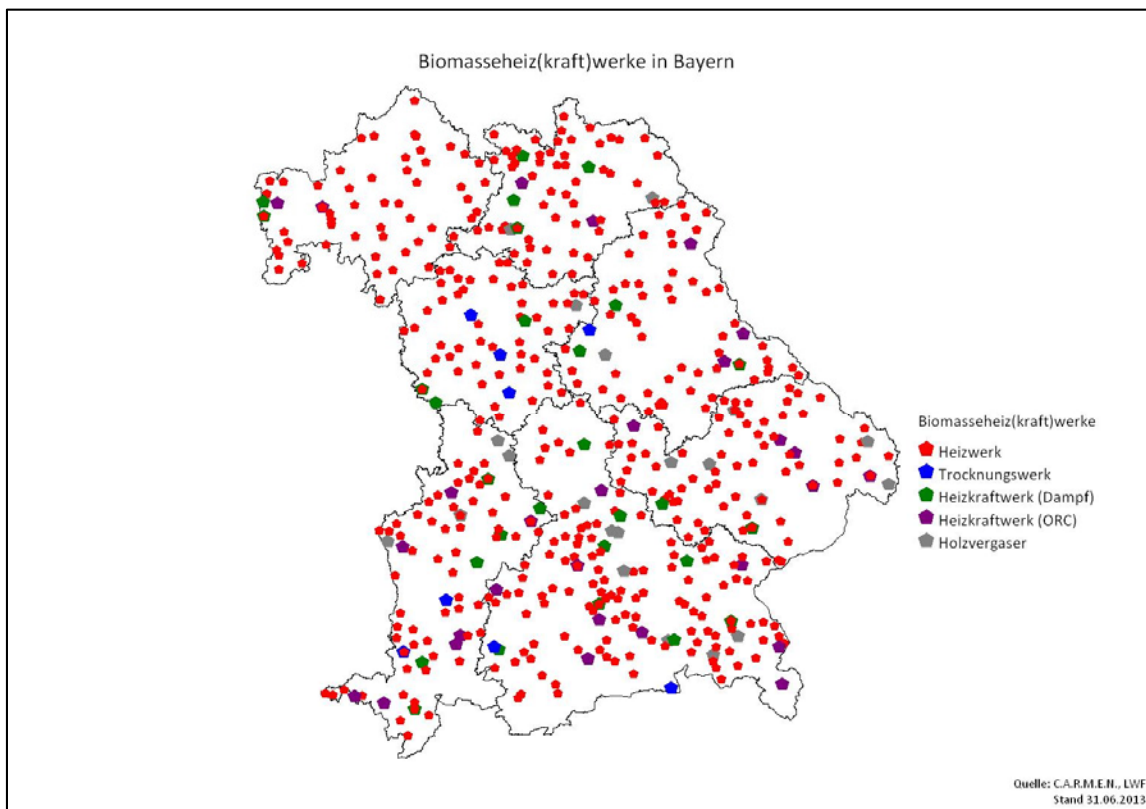 Biomasseheiz(kraft)werke in Bayern
Biomasseheiz(kraft)werke
Heizwerk
Trocknungswerk
Heizkraftwerk (Dampf)
Heizkraftwerk (ORC)
Holzvergaser
Quelle: C.A.R.M.E.N., LWF
Stand 31.06.2013